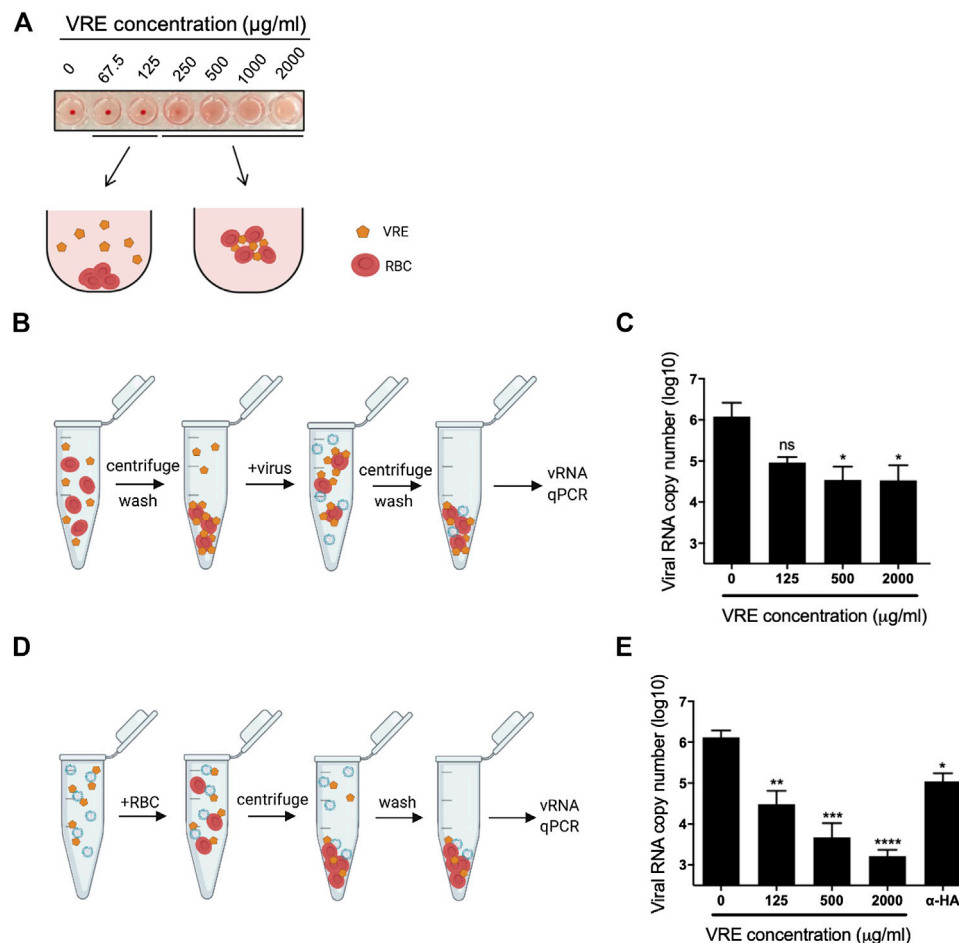 A
VRE concentration (µg/ml)
0 67.5 125 250 500 1000 2000
VRE
RBC
B
centrifuge
wash
+virus
centrifuge
wash
vRNA
qPCR
C
Viral RNA copy number (log10)
7
6
5
4
3
ns
*
*
0 125 500 2000
VRE concentration (µg/ml)
D
+RBC
centrifuge
wash
vRNA
qPCR
E
Viral RNA copy number (log10)
7
6
5
4
3
**
***
****
*
0 125 500 2000 α-HA
VRE concentration (µg/ml)